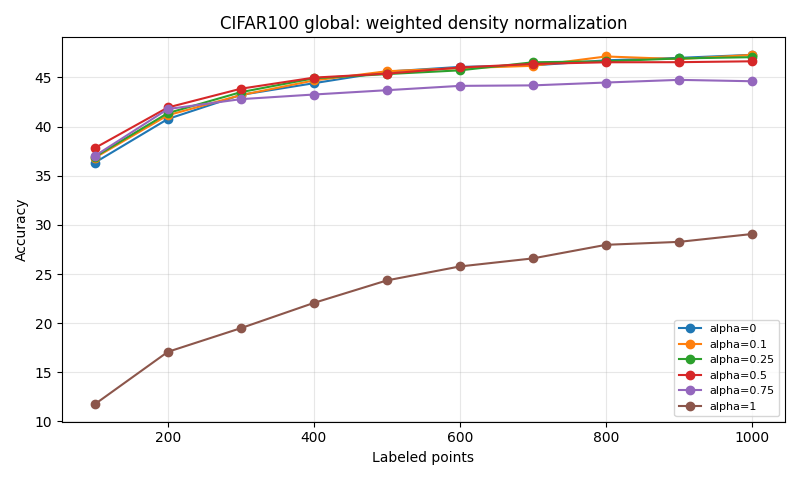 CIFAR100 global: weighted density normalization
Accuracy
45
40
35
30
25
20
15
10
200 400 600 800 1000
Labeled points
alpha=0
alpha=0.1
alpha=0.25
alpha=0.5
alpha=0.75
alpha=1